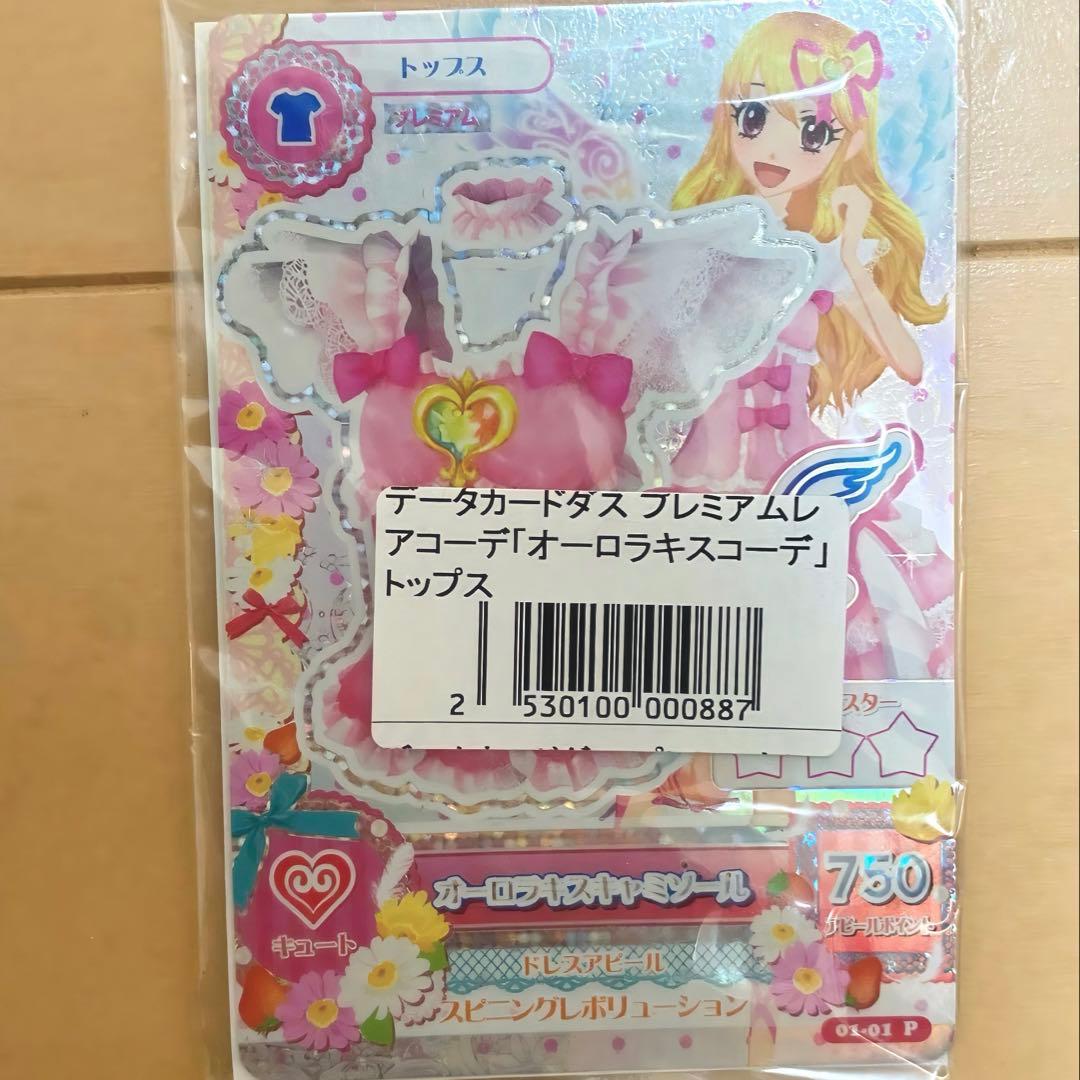 トップス
プレミアム
データカードダス プレミアムレ
アコーデ「オーロラキスコーデ」
トップス
2 530100 000887
スター
オーロラキスキャミソール
750
アピールポイント
キュート
ドレスアピール
スピニングレボリューション
01-01 P